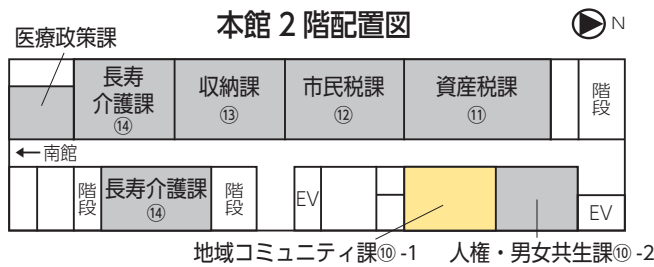 本館 2 階配置図
N
医療政策課
長寿
介護課
⑭
収納課
⑬
市民税課
⑫
資産税課
⑪
階段
←南館
階段
長寿介護課
⑭
階段
EV
EV
地域コミュニティ課⑩ -1
人権・男女共生課⑩ -2